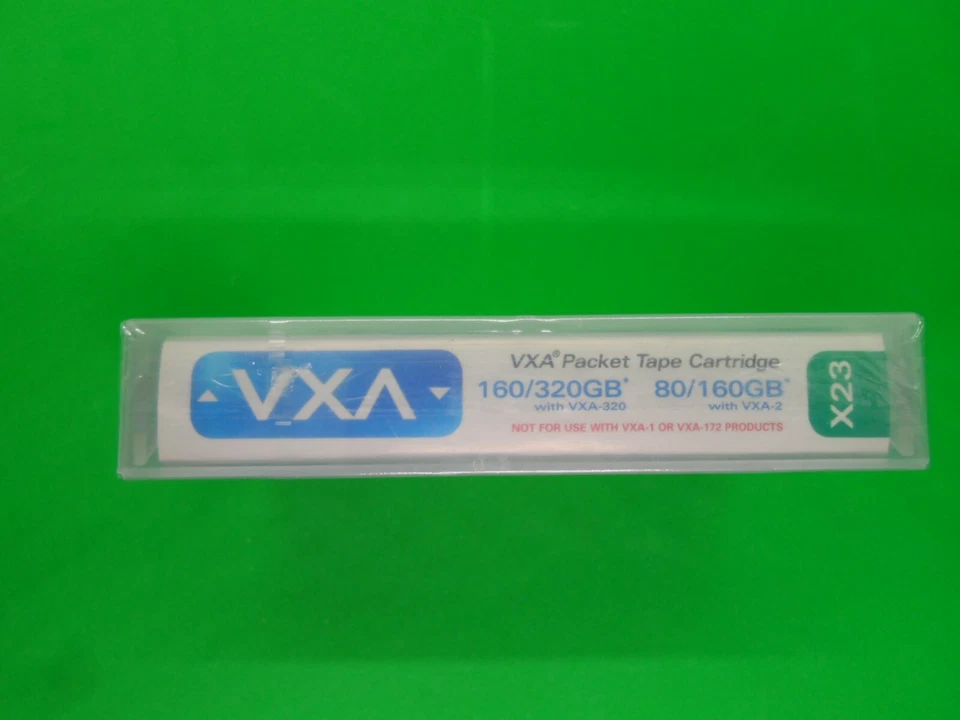 VXA
VXA® Packet Tape Cartridge
160/320GB* 80/160GB*
with VXA-320 with VXA-2
NOT FOR USE WITH VXA-1 OR VXA-172 PRODUCTS
X23